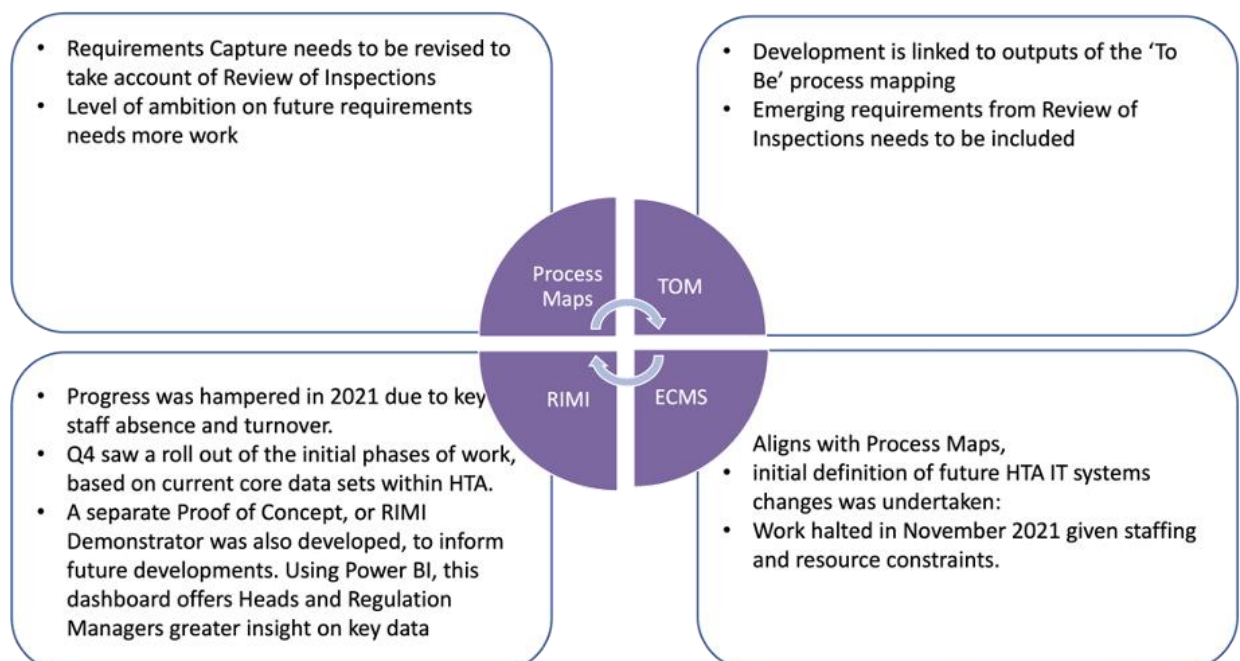 • Requirements Capture needs to be revised to
take account of Review of Inspections
• Level of ambition on future requirements
needs more work
• Development is linked to outputs of the ‘To
Be’ process mapping
• Emerging requirements from Review of
Inspections needs to be included
Process
Maps
TOM
RIMI
ECMS
• Progress was hampered in 2021 due to key
staff absence and turnover.
• Q4 saw a roll out of the initial phases of work,
based on current core data sets within HTA.
• A separate Proof of Concept, or RIMI
Demonstrator was also developed, to inform
future developments. Using Power BI, this
dashboard offers Heads and Regulation
Managers greater insight on key data
Aligns with Process Maps,
• initial definition of future HTA IT systems
changes was undertaken:
• Work halted in November 2021 given staffing
and resource constraints.